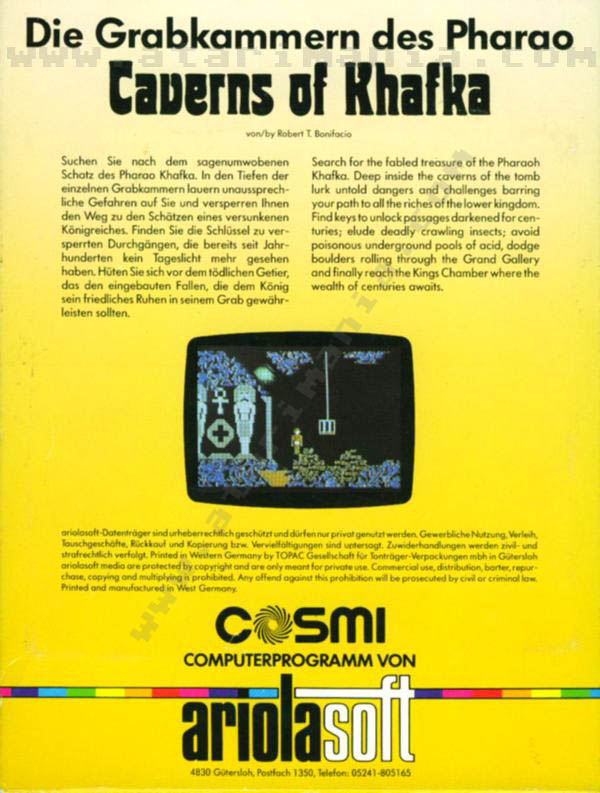 Die Grabkammern des Pharao
www.atarimania.com
Caverns of Khafka
von/by Robert T. Bonifacio
Suchen Sie nach dem sagenumwobenen
Schatz des Pharao Khafka. In den Tiefen der
einzelnen Grabkammern lauern unaussprech-
liche Gefahren auf Sie und versperren Ihnen
den Weg zu den Schätzen eines versunkenen
Königreiches. Finden Sie die Schlüssel zu ver-
sperrten Durchgängen, die bereits seit Jahr-
hunderten kein Tageslicht mehr gesehen
haben. Hüten Sie sich vor dem tödlichen Getier,
das den eingebauten Fallen, die dem König
sein friedliches Ruhen in seinem Grab gewähr-
leisten sollten.
Search for the fabled treasure of the Pharaoh
Khafka. Deep inside the caverns of the tomb
lurk untold dangers and challenges barring
your path to all the riches of the lower kingdom.
Find keys to unlock passages darkened for cen-
turies; elude deadly crawling insects; avoid
poisonous underground pools of acid, dodge
boulders rolling through the Grand Gallery
and finally reach the Kings Chamber where the
wealth of centuries awaits.
www.atarimania.com
ariolasoft-Datenträger sind urheberrechtlich geschützt und dürfen nur privat genutzt werden. Gewerbliche Nutzung, Verleih,
Tauschgeschäfte, Rückkauf und Kopierung bzw. Vervielfältigungen sind untersagt. Zuwiderhandlungen werden zivil- und
strafrechtlich verfolgt. Printed in Western Germany by TOPAC Gesellschaft für Tonträger-Verpackungen mbh in Gütersloh
ariolasoft media are protected by copyright and are only meant for private use. Commercial use, distribution, barter, repur-
chase, copying and multiplying is prohibited. Any offend against this prohibition will be prosecuted by civil or criminal law.
Printed and manufactured in West Germany.
COSMI
COMPUTERPROGRAMM VON
ariolasoft
4830 Gütersloh, Postfach 1350, Telefon: 05241-805165